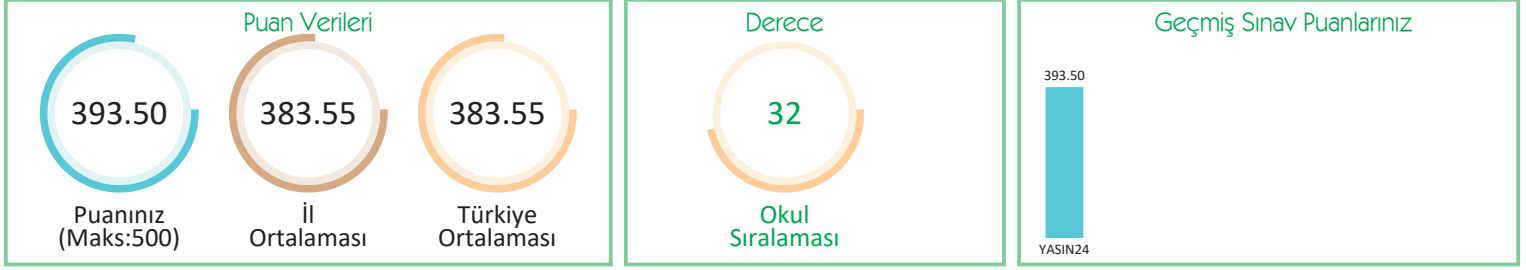 Puan Verileri
393.50
383.55
383.55
Puanınız
(Maks:500)
İl
Ortalaması
Türkiye
Ortalaması
Derece
32
Okul
Sıralaması
Geçmiş Sınav Puanlarınız
393.50
YASIN24